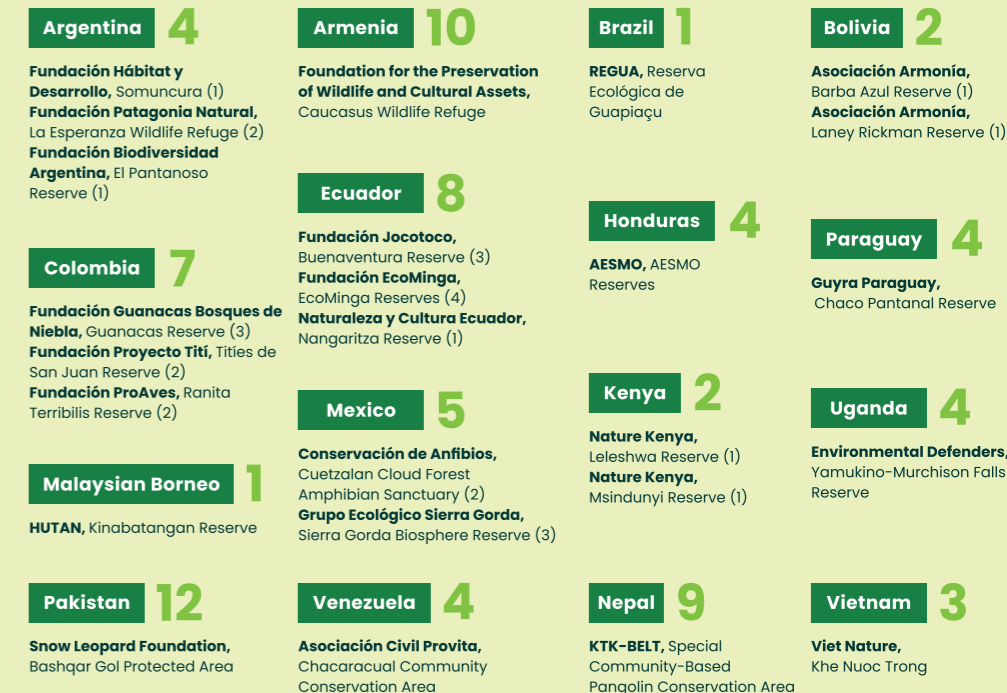 Argentina 4
Fundación Hábitat y
Desarrollo, Somuncura (1)
Fundación Patagonia Natural,
La Esperanza Wildlife Refuge (2)
Fundación Biodiversidad
Argentina, El Pantanoso
Reserve (1)
Armenia 10
Foundation for the Preservation
of Wildlife and Cultural Assets,
Caucasus Wildlife Refuge
Brazil 1
REGUA, Reserva
Ecológica de
Guapiaçu
Bolivia 2
Asociación Armonía,
Barba Azul Reserve (1)
Asociación Armonía,
Laney Rickman Reserve (1)
Colombia 7
Fundación Guanacas Bosques de
Niebla, Guanacas Reserve (3)
Fundación Proyecto Tití, Titíes de
San Juan Reserve (2)
Fundación ProAves, Ranita
Terribilis Reserve (2)
Ecuador 8
Fundación Jocotoco,
Buenaventura Reserve (3)
Fundación EcoMinga,
EcoMinga Reserves (4)
Naturaleza y Cultura Ecuador,
Nangaritza Reserve (1)
Honduras 4
AESMO, AESMO
Reserves
Paraguay 4
Guyra Paraguay,
Chaco Pantanal Reserve
Malaysian Borneo 1
HUTAN, Kinabatangan Reserve
Mexico 5
Conservación de Anfibios,
Cuetzalan Cloud Forest
Amphibian Sanctuary (2)
Grupo Ecológico Sierra Gorda,
Sierra Gorda Biosphere Reserve (3)
Kenya 2
Nature Kenya,
Leleshwa Reserve (1)
Nature Kenya,
Msindunyi Reserve (1)
Uganda 4
Environmental Defenders,
Yamukino-Murchison Falls
Reserve
Pakistan 12
Snow Leopard Foundation,
Bashqar Gol Protected Area
Venezuela 4
Asociación Civil Provita,
Chacaracual Community
Conservation Area
Nepal 9
KTK-BELT, Special
Community-Based
Pangolin Conservation Area
Vietnam 3
Viet Nature,
Khe Nuoc Trong